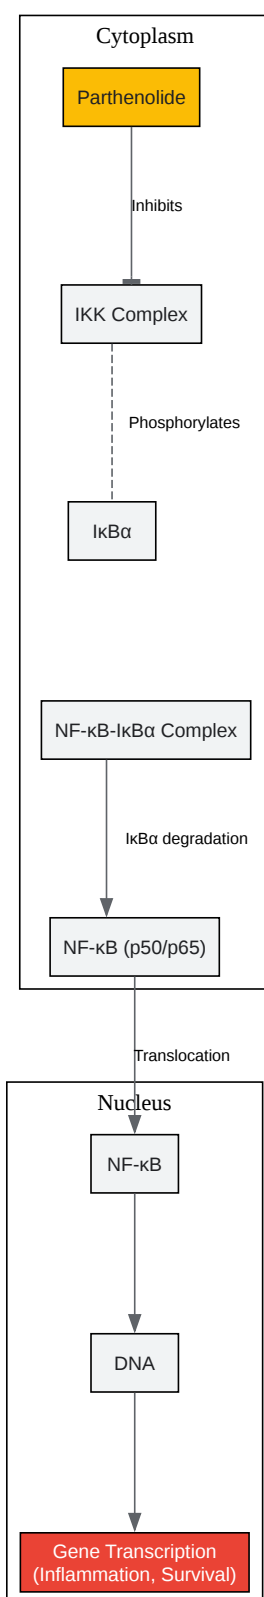 Cytoplasm
Parthenolide
Inhibits
IKK Complex
Phosphorylates
IκBα
NF-κB-IκBα Complex
IκBα degradation
NF-κB (p50/p65)
Translocation
Nucleus
NF-κB
DNA
Gene Transcription
(Inflammation, Survival)